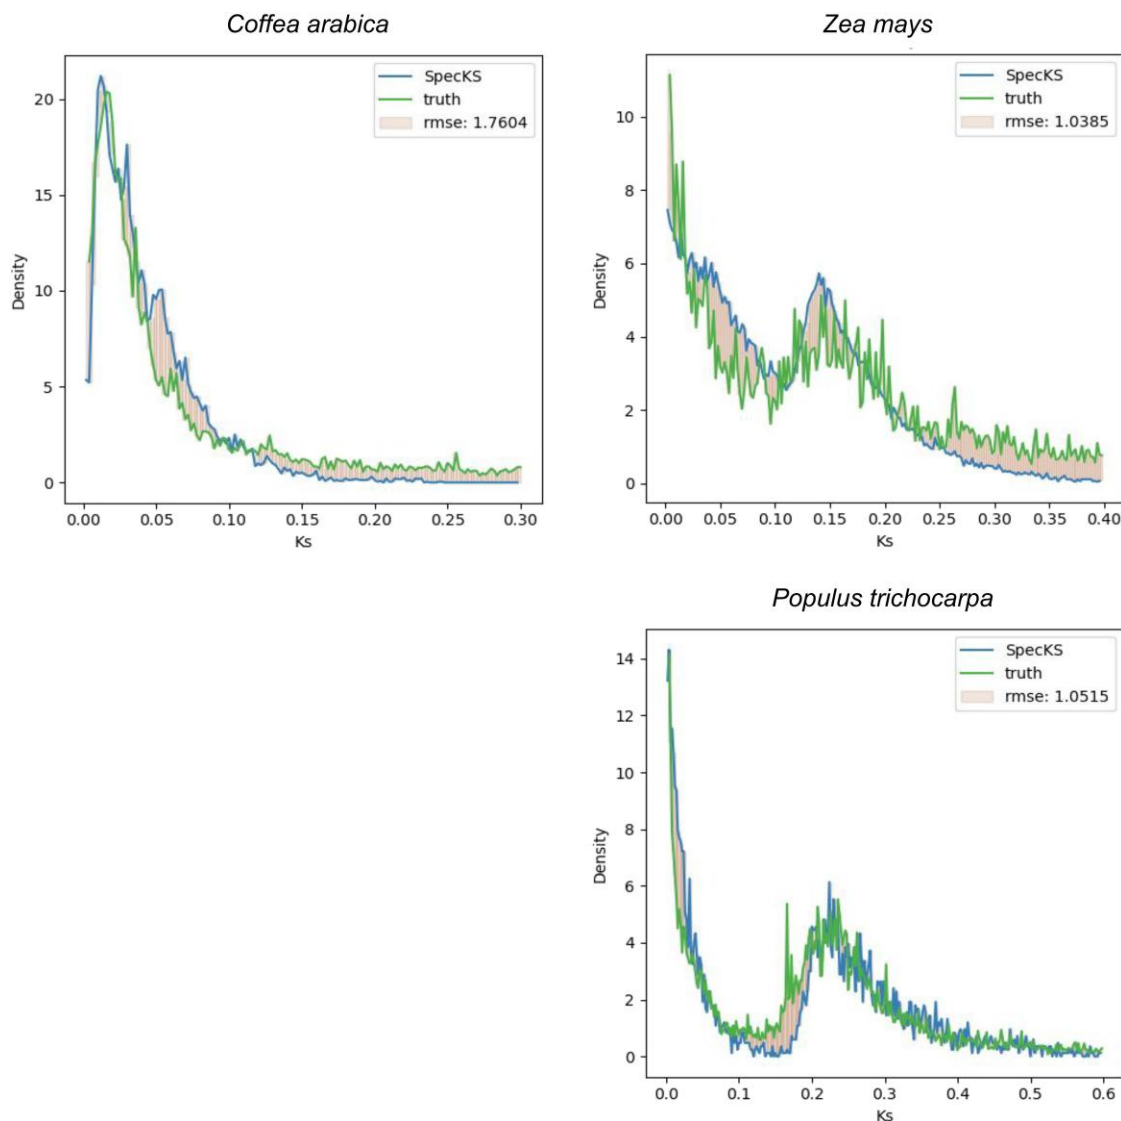 Coffea arabica
SpecKS
truth
rmse: 1.7604
20
15
10
5
0
Density
0.00 0.05 0.10 0.15 0.20 0.25 0.30
Ks
Zea mays
SpecKS
truth
rmse: 1.0385
10
8
6
4
2
0
Density
0.00 0.05 0.10 0.15 0.20 0.25 0.30 0.35 0.40
Ks
Populus trichocarpa
SpecKS
truth
rmse: 1.0515
14
12
10
8
6
4
2
0
Density
0.0 0.1 0.2 0.3 0.4 0.5 0.6
Ks